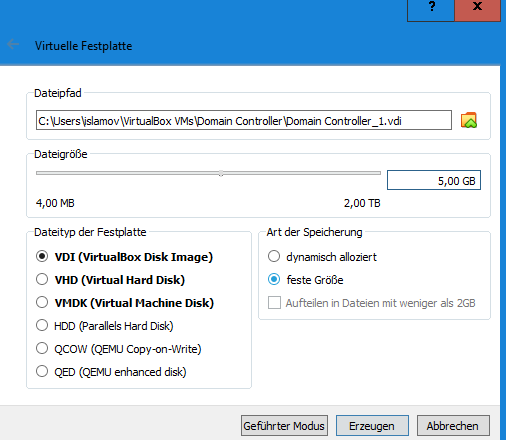 ?
x
Virtuelle Festplatte
Dateipfad
C:\Users\islamov\VirtualBox VMs\Domain Controller\Domain Controller_1.vdi
Dateigröße
5,00 GB
4,00 MB
2,00 TB
Dateityp der Festplatte
VDI (VirtualBox Disk Image)
VHD (Virtual Hard Disk)
VMDK (Virtual Machine Disk)
HDD (Parallels Hard Disk)
QCOW (QEMU Copy-on-Write)
QED (QEMU enhanced disk)
Art der Speicherung
dynamisch alloziert
feste Größe
Aufteilen in Dateien mit weniger als 2GB
Geführter Modus
Erzeugen
Abbrechen